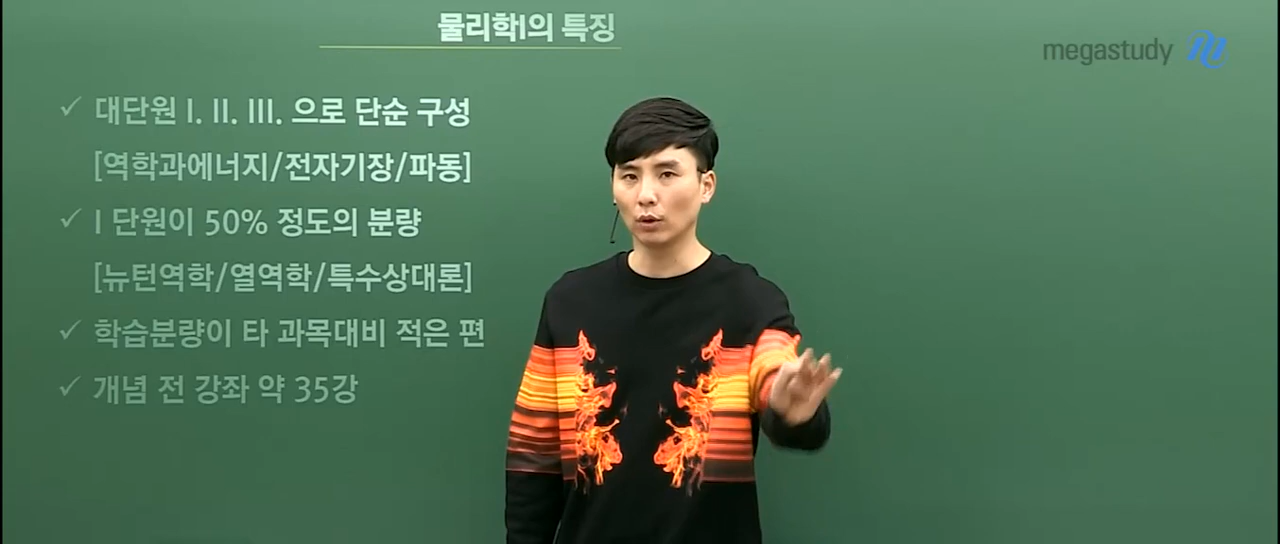 물리학I의 특징
megastudy
✓ 대단원 I. II. III. 으로 단순 구성
[역학과에너지/전자기장/파동]
✓ I 단원이 50% 정도의 분량
[뉴턴역학/열역학/특수상대론]
✓ 학습분량이 타 과목대비 적은 편
✓ 개념 전 강좌 약 35강